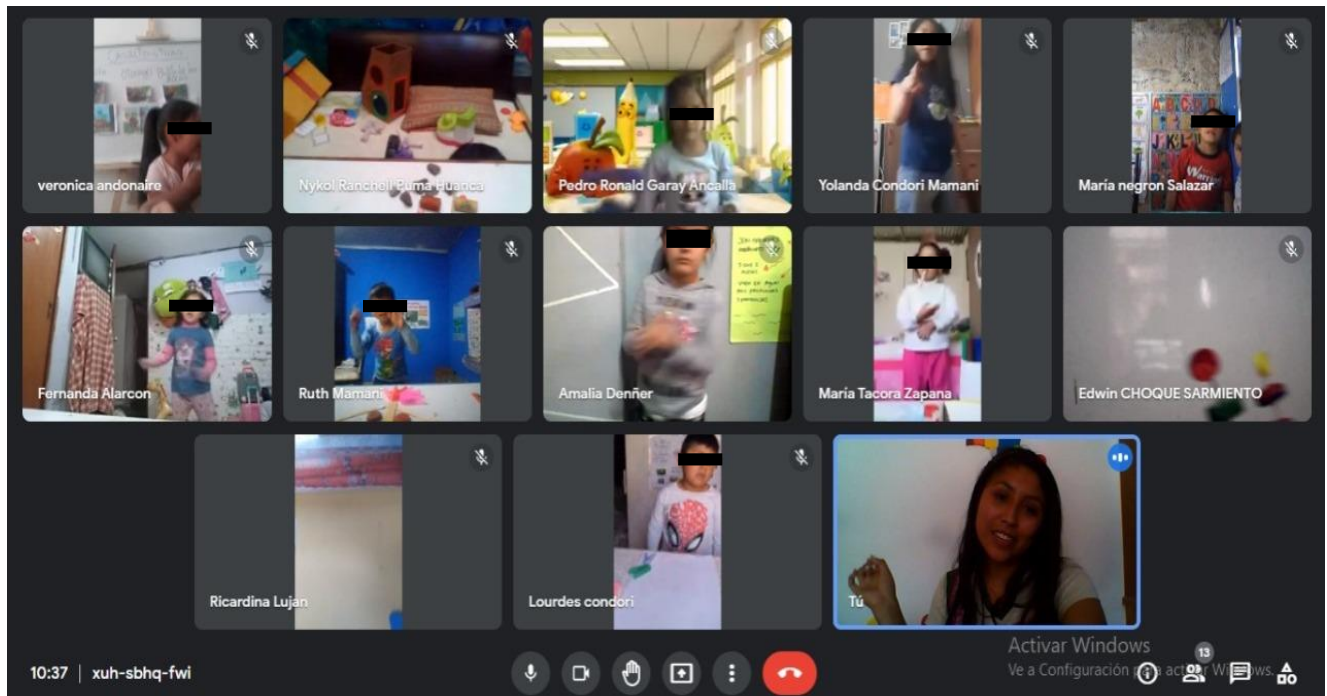 veronica andonaire
Nykol Ranchell Puma Huanca
Pedro Ronald Garay Ancalla
Yolanda Condori Mamani
María negron Salazar
A B C D
J K L
Fernanda Alarcon
Ruth Mamani
Amalia Denñer
María Tacora Zapana
Edwin CHOQUE SARMIENTO
Ricardina Lujan
Lourdes condori
Tú
Activar Windows
Ve a Configuración para activar Windows.
10:37 | xuh-sbhq-fwi
13